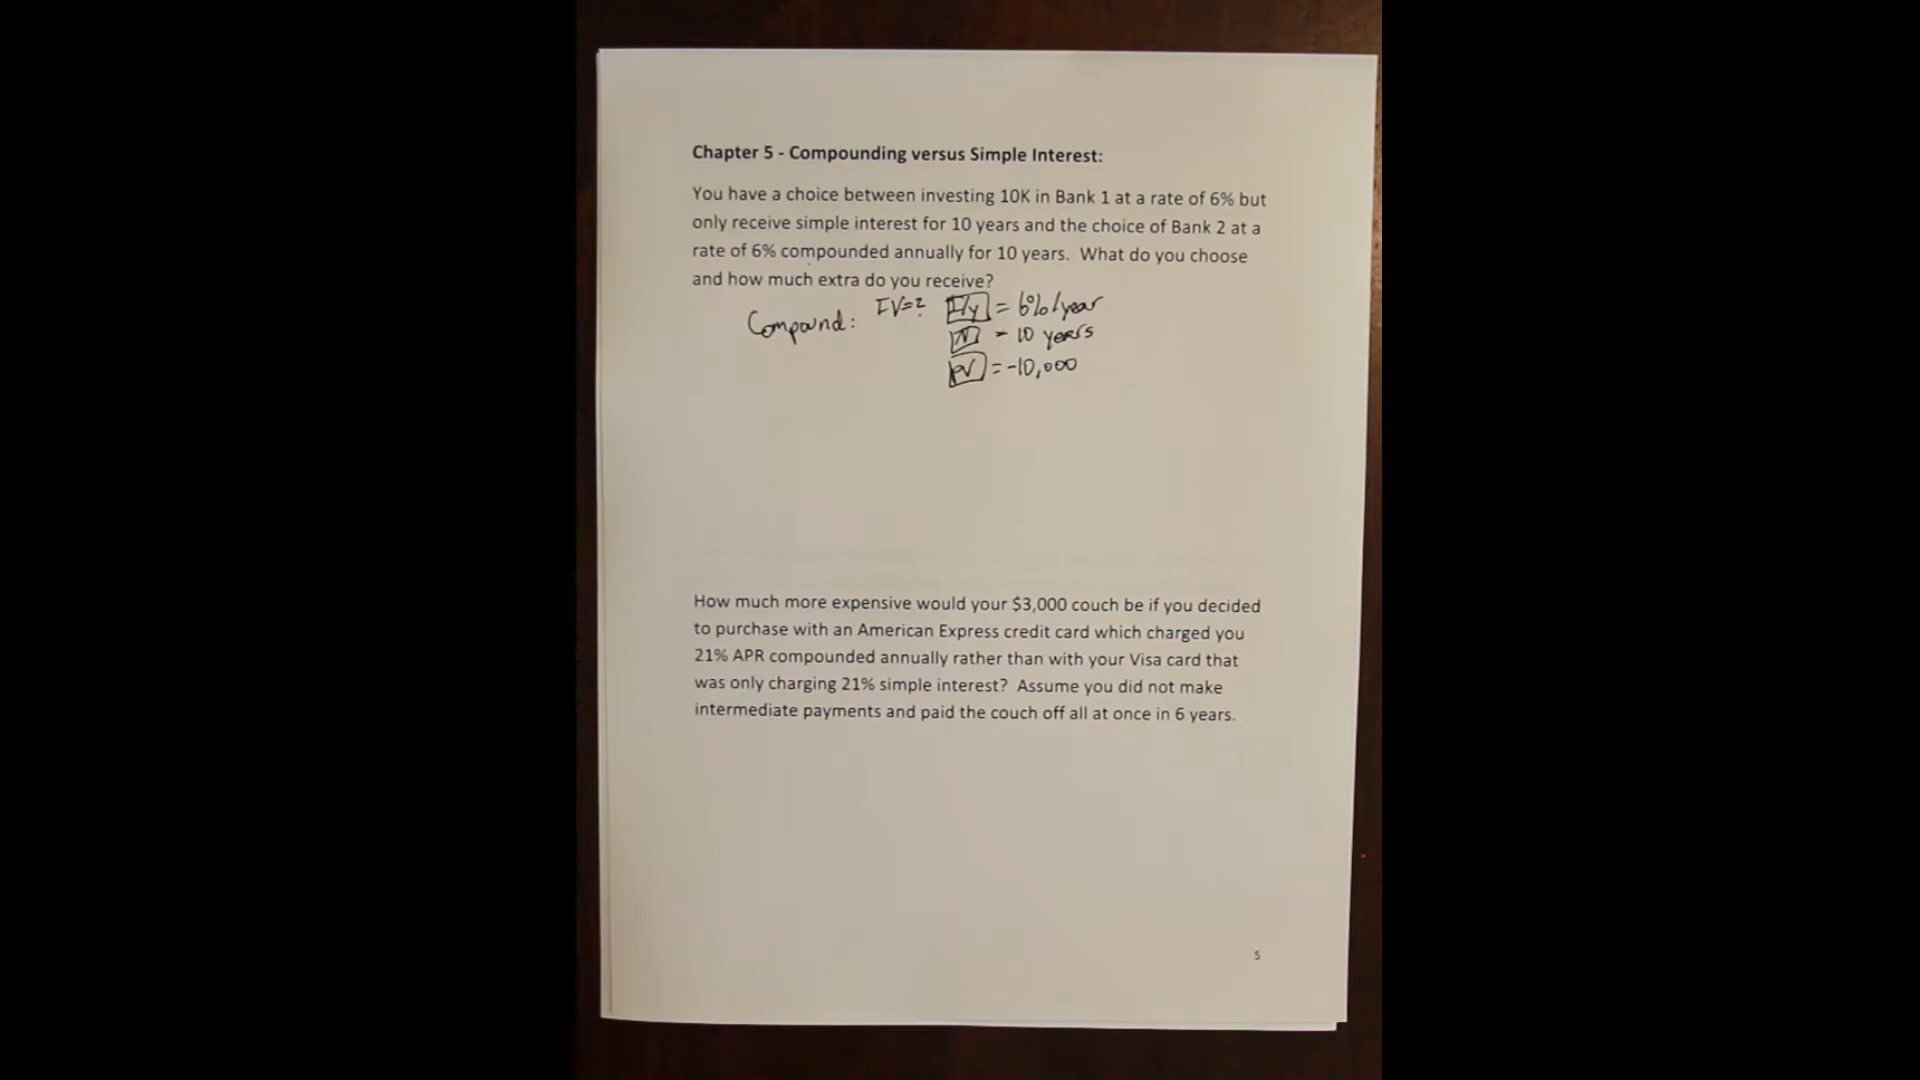 Chapter 5 - Compounding versus Simple Interest:
You have a choice between investing 10K in Bank 1 at a rate of 6% but
only receive simple interest for 10 years and the choice of Bank 2 at a
rate of 6% compounded annually for 10 years. What do you choose
and how much extra do you receive?
Compound: FV=? I/y = 6%/year
N = 10 years
PV = -10,000
How much more expensive would your $3,000 couch be if you decided
to purchase with an American Express credit card which charged you
21% APR compounded annually rather than with your Visa card that
was only charging 21% simple interest? Assume you did not make
intermediate payments and paid the couch off all at once in 6 years.
5